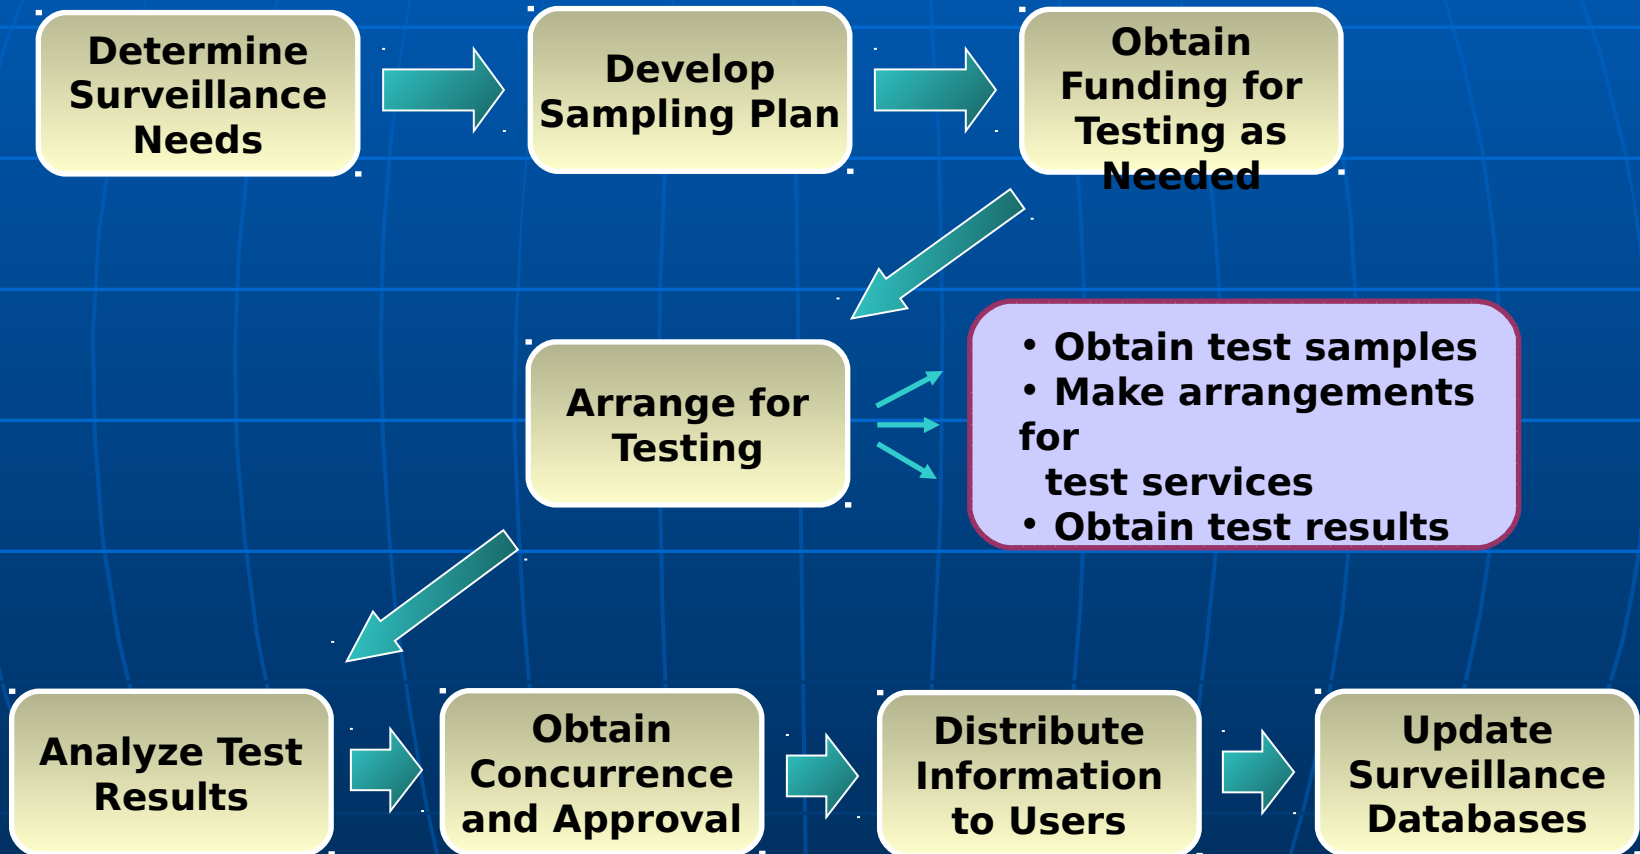 Determine
Surveillance
Needs
Develop
Sampling Plan
Obtain
Funding for
Testing as
Needed
Arrange for
Testing
• Obtain test samples
• Make arrangements
for
test services
• Obtain test results
Analyze Test
Results
Obtain
Concurrence
and Approval
Distribute
Information
to Users
Update
Surveillance
Databases